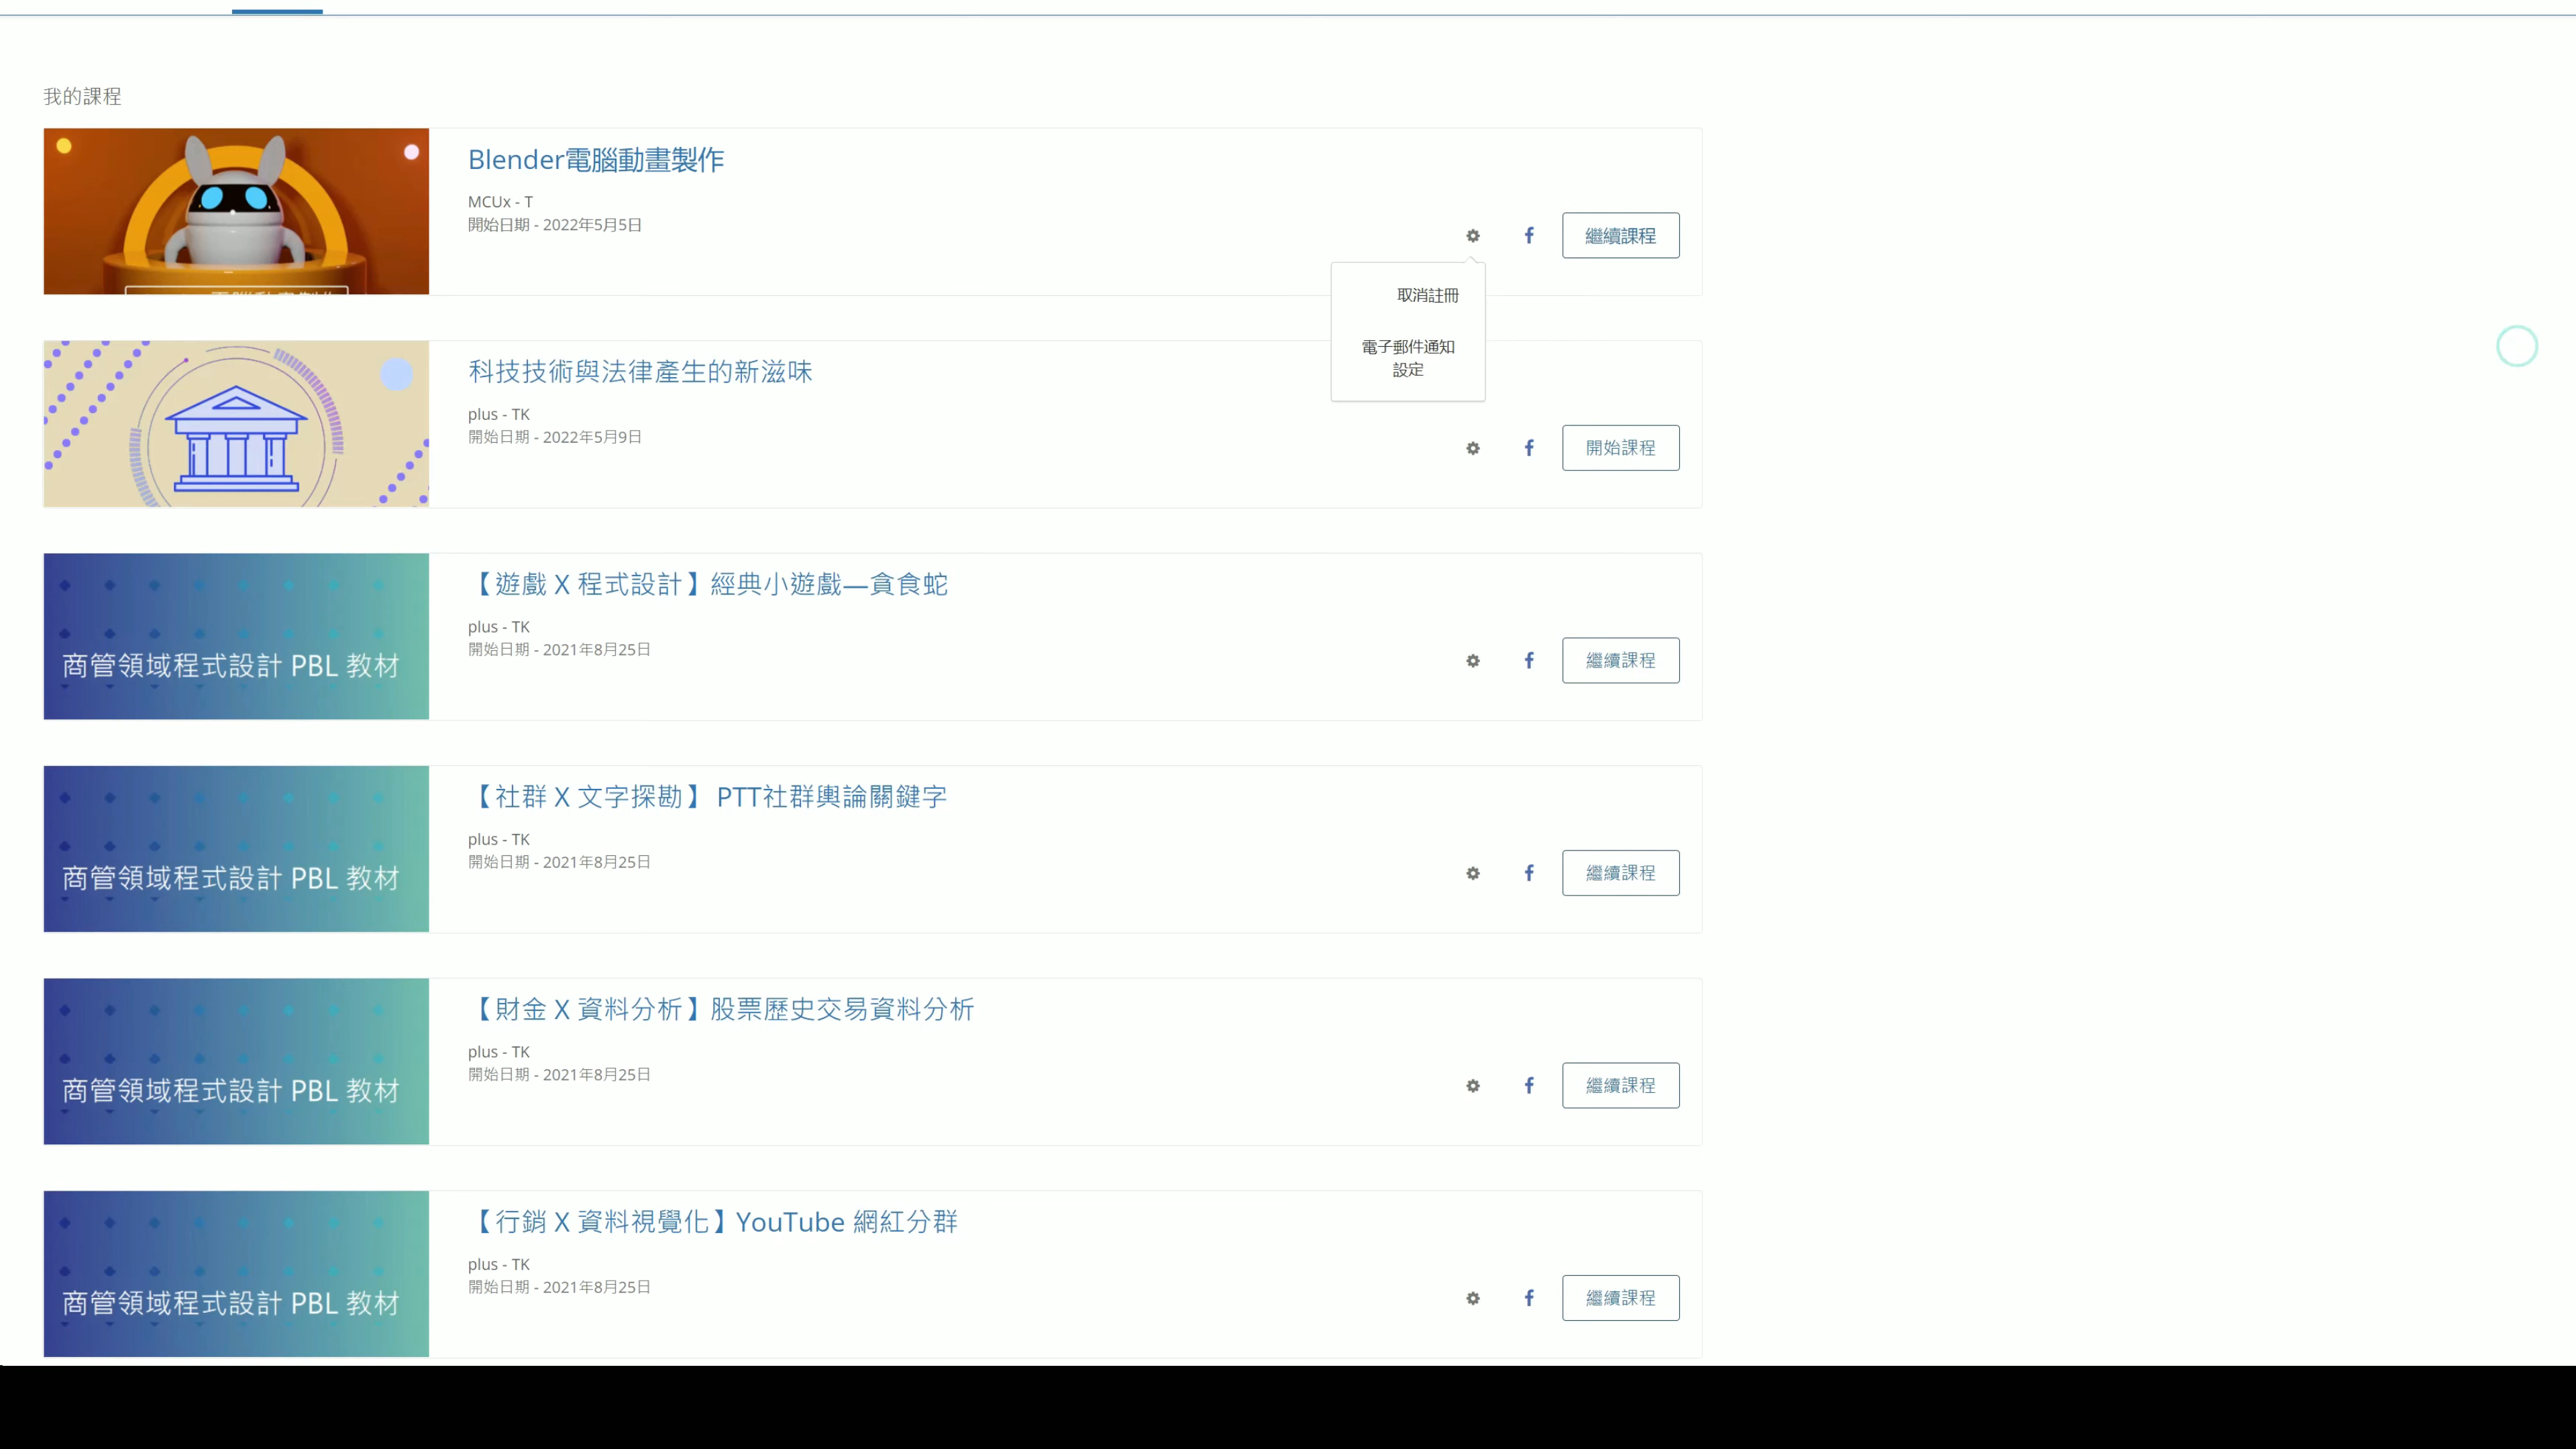 我的課程
Blender電腦動畫製作
MCUx - T
開始日期 - 2022年5月5日
繼續課程
取消註冊
電子郵件通知
設定
科技技術與法律產生的新滋味
plus - TK
開始日期 - 2022年5月9日
開始課程
【遊戲 X 程式設計】經典小遊戲—貪食蛇
plus - TK
開始日期 - 2021年8月25日
商管領域程式設計 PBL 教材
繼續課程
【社群 X 文字探勘】 PTT社群輿論關鍵字
plus - TK
開始日期 - 2021年8月25日
商管領域程式設計 PBL 教材
繼續課程
【財金 X 資料分析】股票歷史交易資料分析
plus - TK
開始日期 - 2021年8月25日
商管領域程式設計 PBL 教材
繼續課程
【行銷 X 資料視覺化】YouTube 網紅分群
plus - TK
開始日期 - 2021年8月25日
商管領域程式設計 PBL 教材
繼續課程